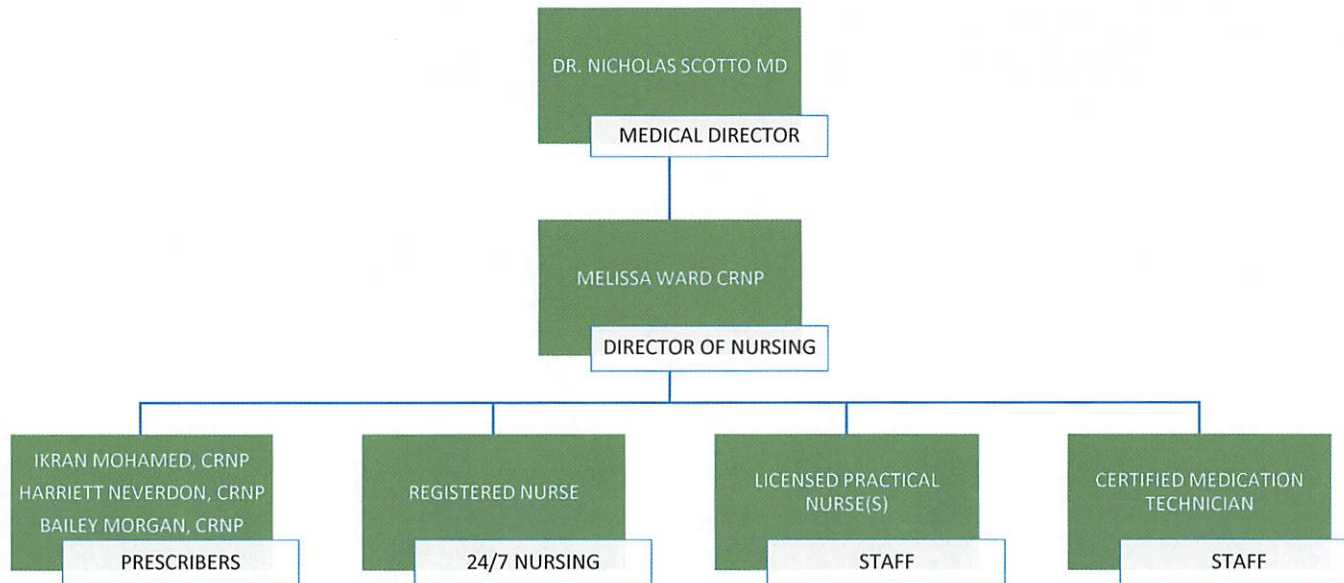 DR. NICHOLAS SCOTTO MD
MEDICAL DIRECTOR
MELISSA WARD CRNP
DIRECTOR OF NURSING
IKRAN MOHAMED, CRNP
HARRIETT NEVERDON, CRNP
BAILEY MORGAN, CRNP
PRESCRIBERS
REGISTERED NURSE
24/7 NURSING
LICENSED PRACTICAL
NURSE(S)
STAFF
CERTIFIED MEDICATION
TECHNICIAN
STAFF